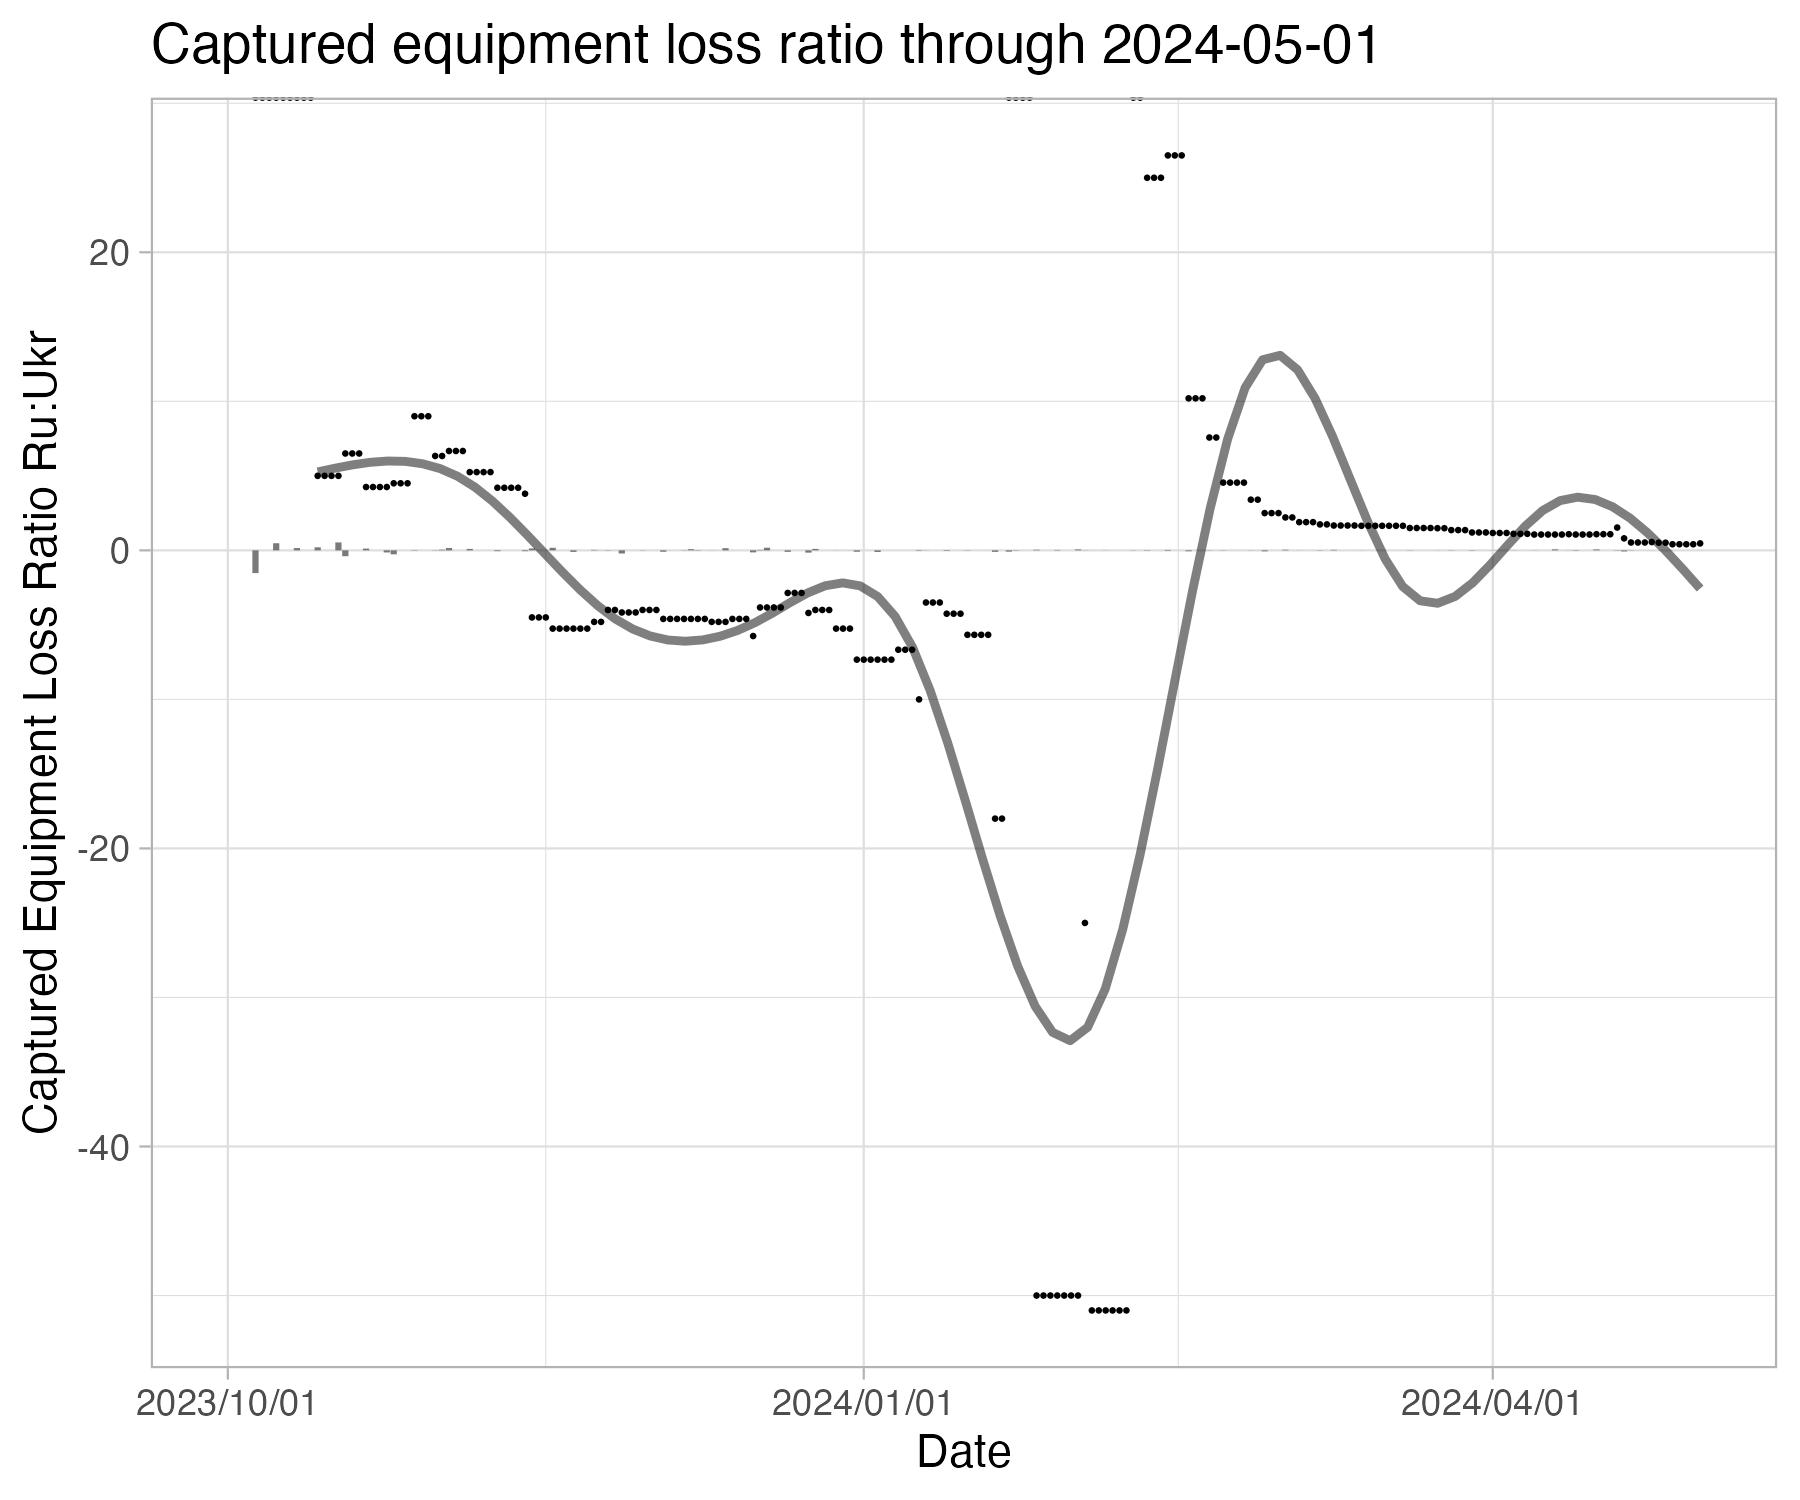 Captured equipment loss ratio through 2024-05-01
Captured Equipment Loss Ratio Ru:Ukr
20
0
-20
-40
2023/10/01
2024/01/01
2024/04/01
Date